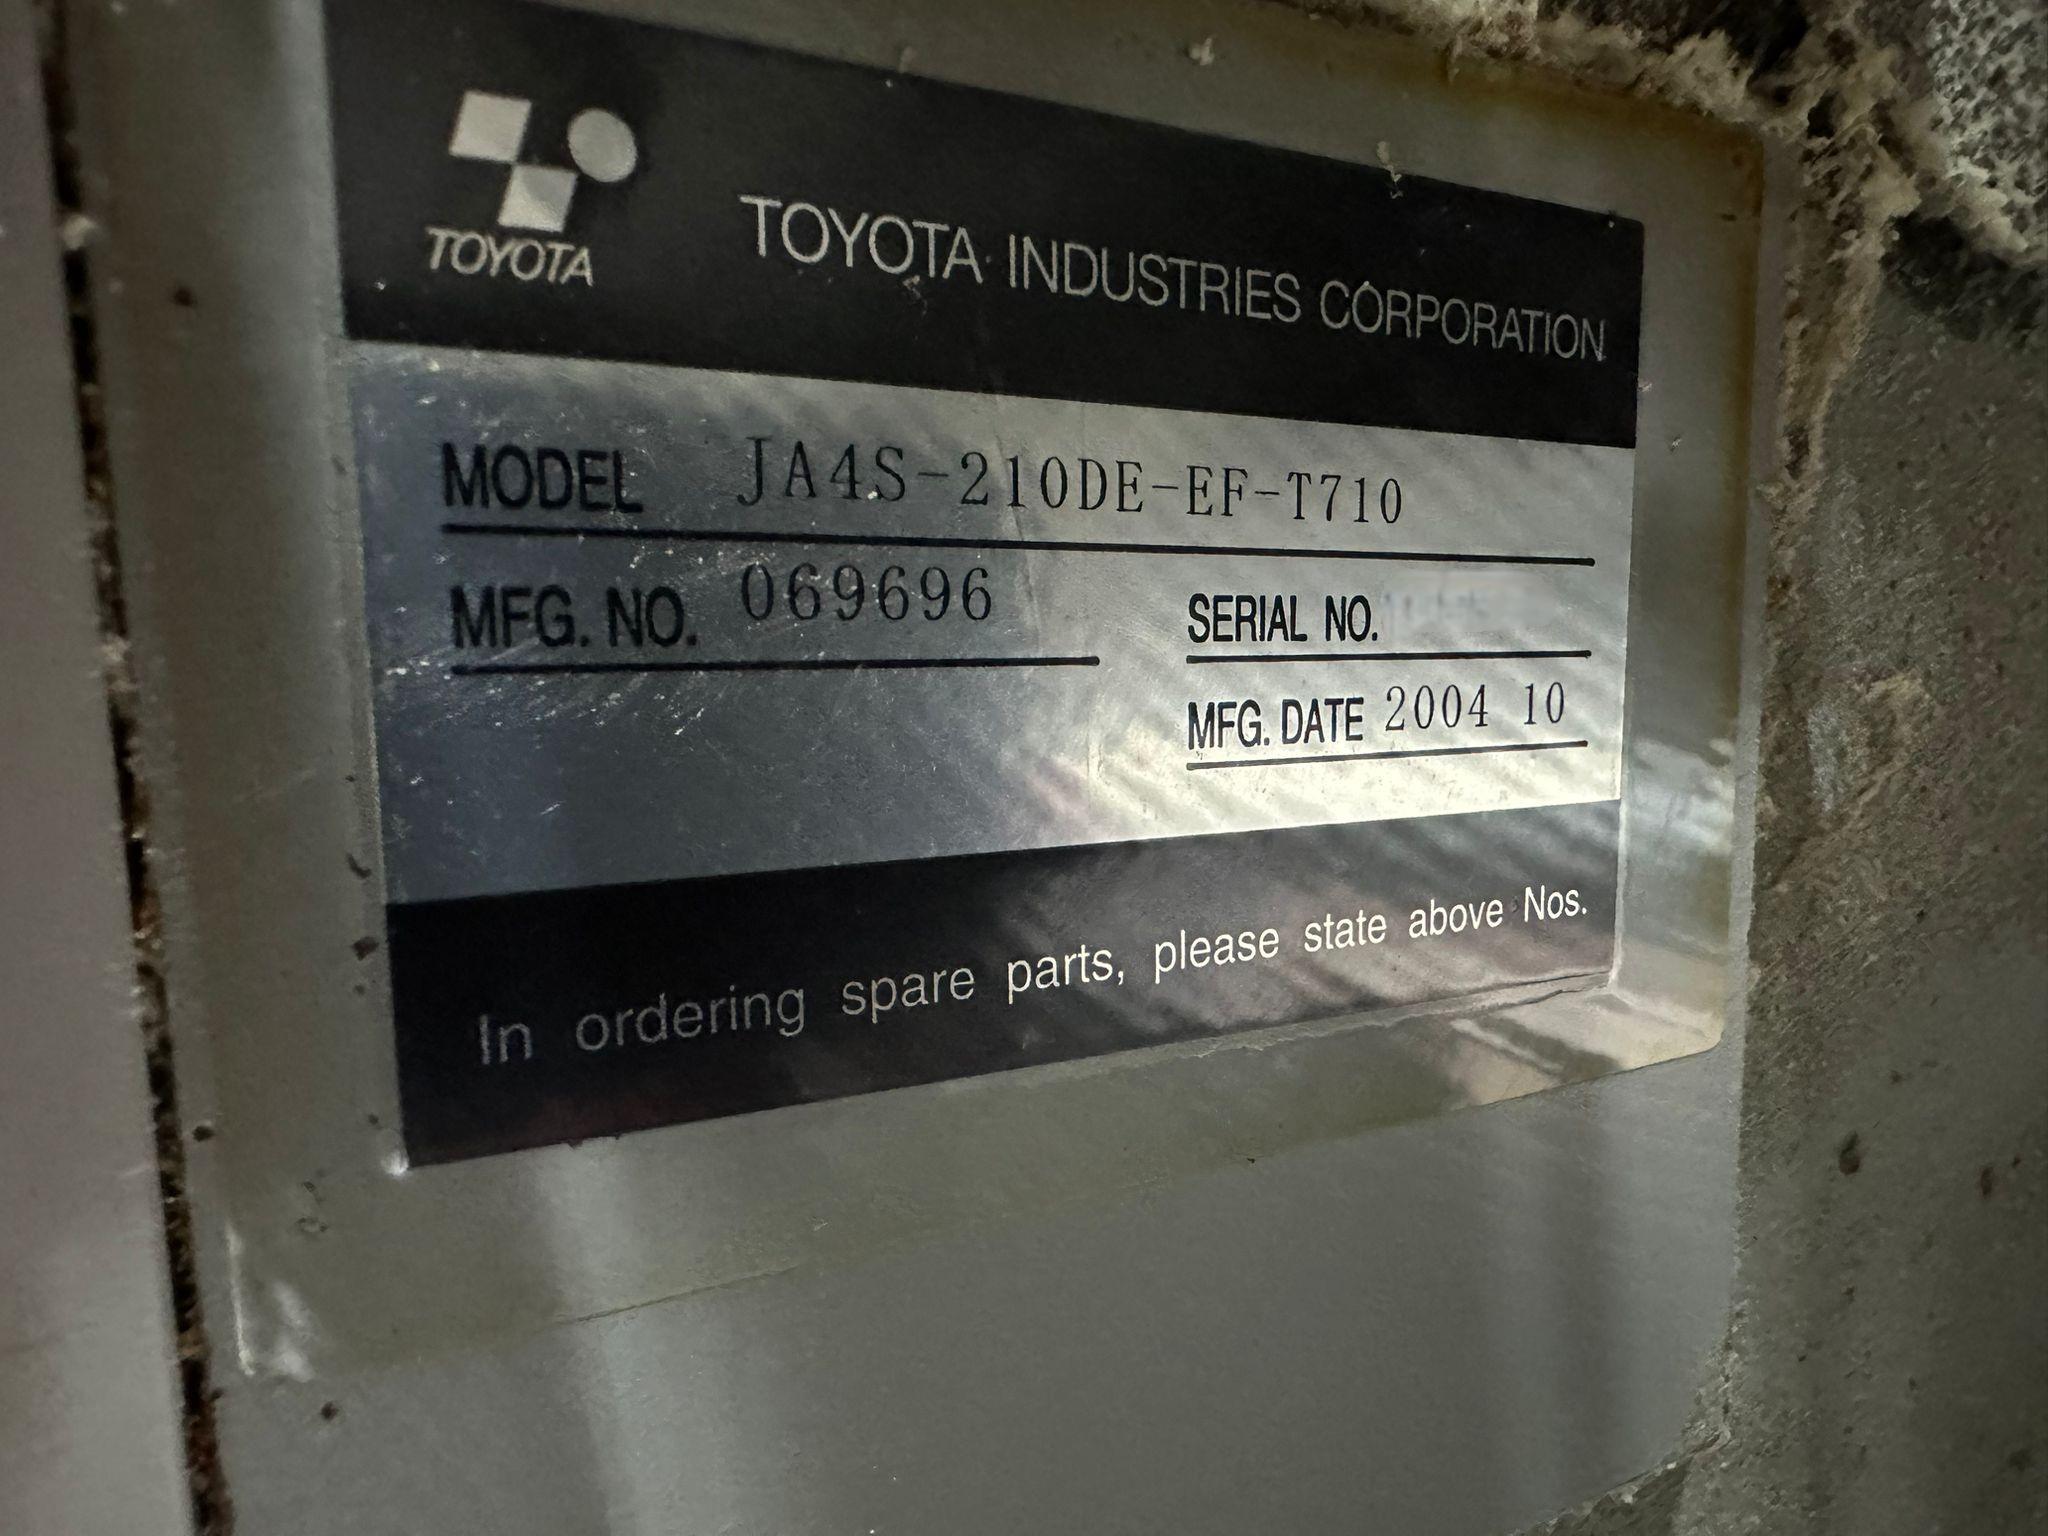 TOYOTA
TOYOTA INDUSTRIES CORPORATION
MODEL JA4S-210DE-EF-T710
MFG. NO. 069696
SERIAL NO.
MFG. DATE 2004 10
In ordering spare parts, please state above Nos.